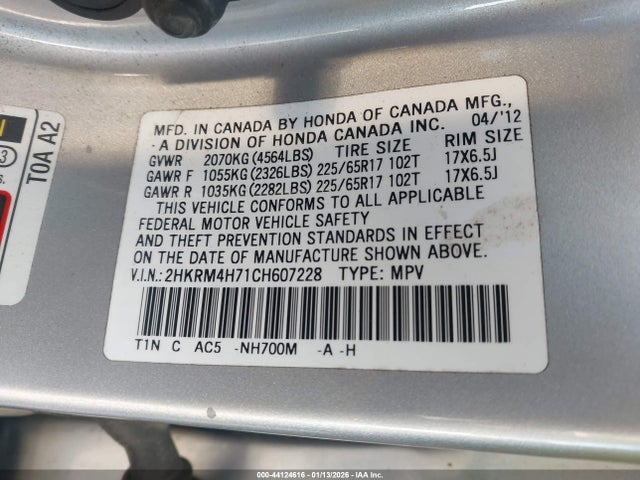 MFD. IN CANADA BY HONDA OF CANADA MFG.,
A DIVISION OF HONDA CANADA INC. 04/'12
GVWR 2070KG (4564LBS) TIRE SIZE RIM SIZE
GAWR F 1055KG (2326LBS) 225/65R17 102T 17X6.5J
GAWR R 1035KG (2282LBS) 225/65R17 102T 17X6.5J
THIS VEHICLE CONFORMS TO ALL APPLICABLE
FEDERAL MOTOR VEHICLE SAFETY
AND THEFT PREVENTION STANDARDS IN EFFECT
ON THE DATE OF MANUFACTURE SHOWN ABOVE.
V.I.N.: 2HKRM4H71CH607228 TYPE: MPV
T1N C AC5 -NH700M -A -H
T0A A2
3
s.
000-44124616 - 01/13/2026 - IAA Inc.